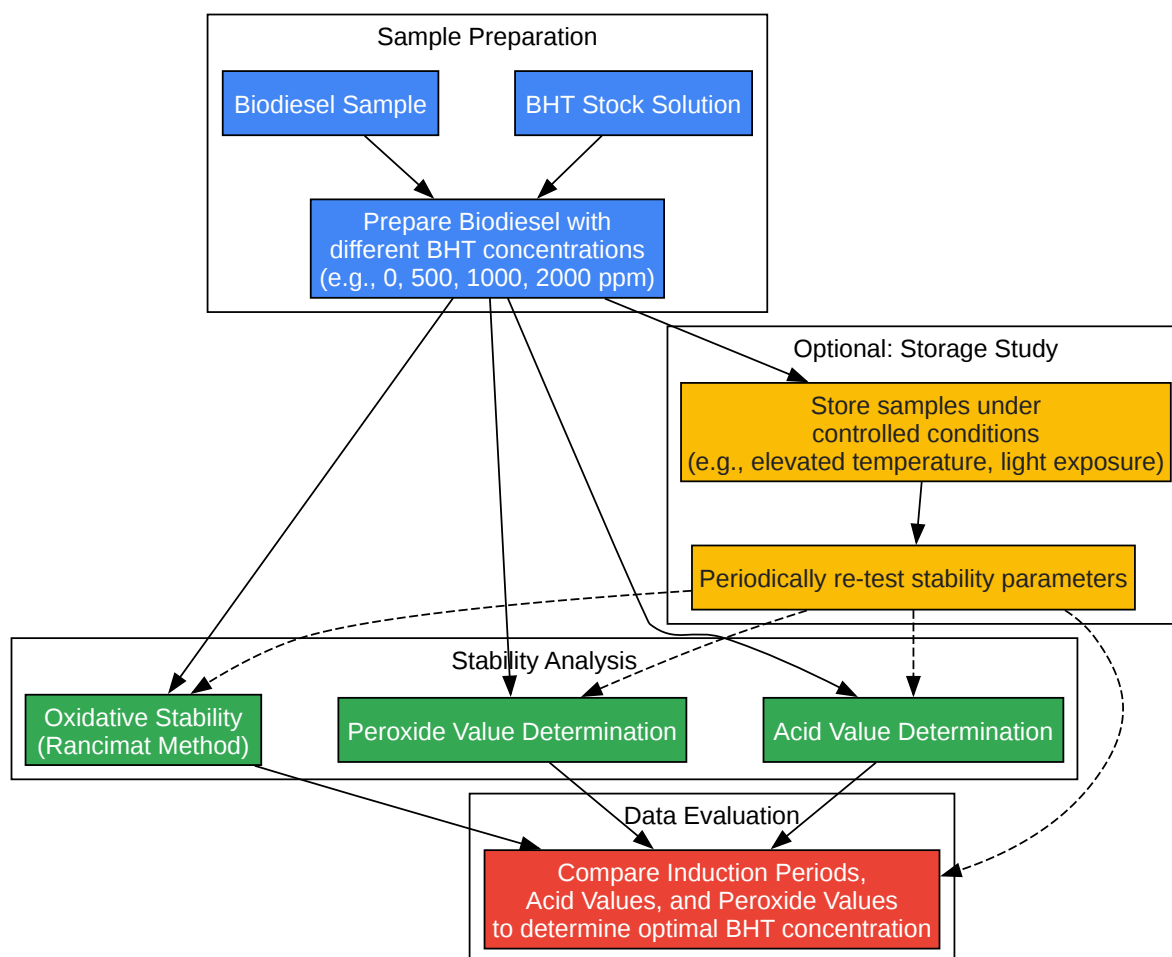 Sample Preparation
Biodiesel Sample
BHT Stock Solution
Prepare Biodiesel with
different BHT concentrations
(e.g., 0, 500, 1000, 2000 ppm)
Optional: Storage Study
Store samples under
controlled conditions
(e.g., elevated temperature, light exposure)
Periodically re-test stability parameters
Stability Analysis
Oxidative Stability
(Rancimat Method)
Peroxide Value Determination
Acid Value Determination
Data Evaluation
Compare Induction Periods,
Acid Values, and Peroxide Values
to determine optimal BHT concentration